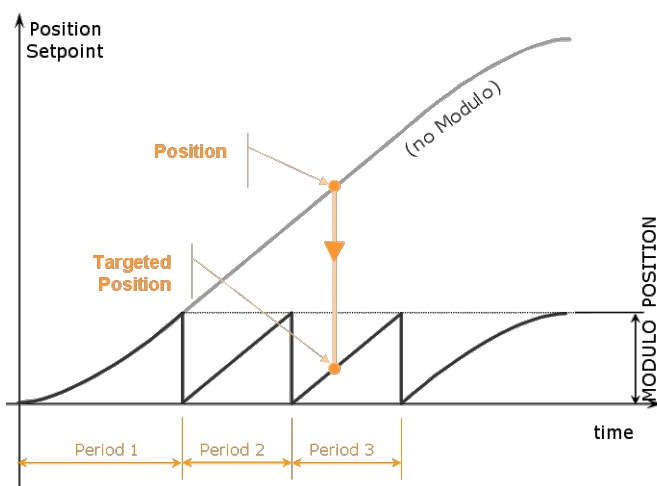 Position
Setpoint
(no Modulo)
Position
Targeted
Position
MODULO POSITION
time
Period 1
Period 2
Period 3